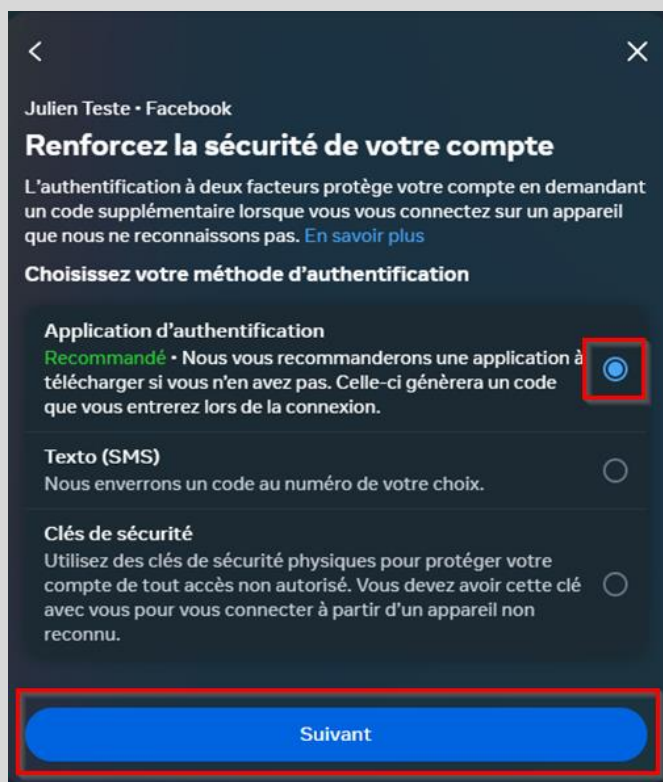 Julien Teste • Facebook
Renforcez la sécurité de votre compte
L'authentification à deux facteurs protège votre compte en demandant
un code supplémentaire lorsque vous vous connectez sur un appareil
que nous ne reconnaissons pas. En savoir plus
Choisissez votre méthode d'authentification
Application d'authentification
Recommandé • Nous vous recommanderons une application à
télécharger si vous n'en avez pas. Celle-ci génèrera un code
que vous entrerez lors de la connexion.
Texto (SMS)
Nous enverrons un code au numéro de votre choix.
Clés de sécurité
Utilisez des clés de sécurité physiques pour protéger votre
compte de tout accès non autorisé. Vous devez avoir cette clé
avec vous pour vous connecter à partir d'un appareil non
reconnu.
Suivant